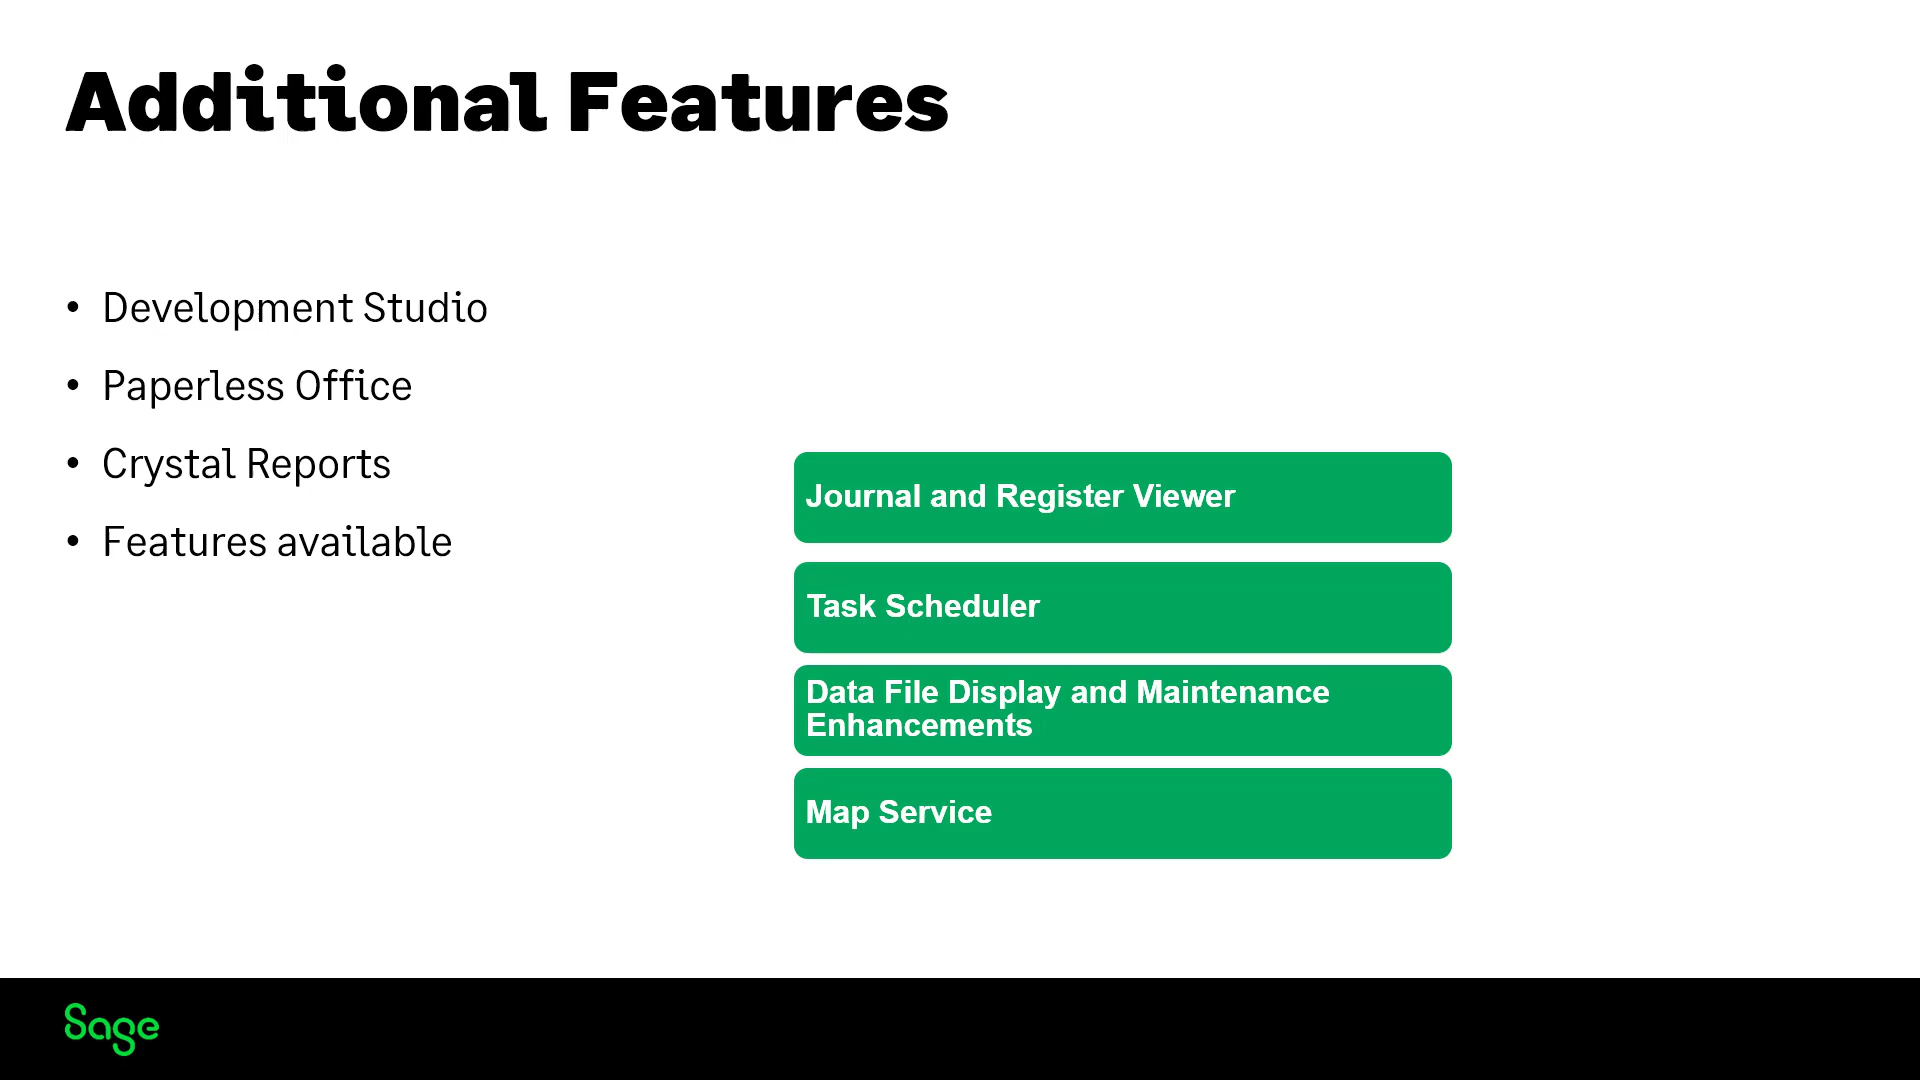 Additional Features
• Development Studio
• Paperless Office
• Crystal Reports
• Features available
Journal and Register Viewer
Task Scheduler
Data File Display and Maintenance
Enhancements
Map Service
Sage